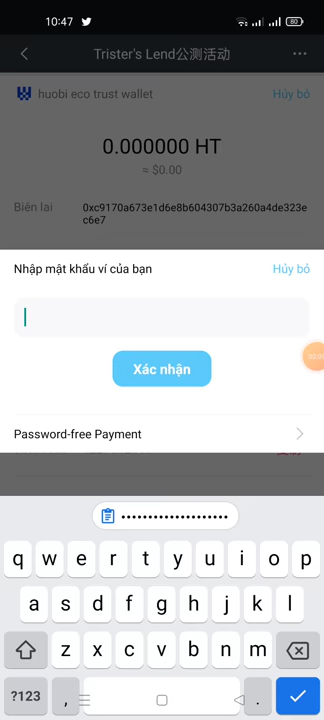 10:47 80
Trister's Lend公测活动
huobi eco trust wallet Hủy bỏ
0.000000 HT
≈ $0.00
Biên lai 0xc9170a673e1d6e8b604307b3a260a4de323e
c6e7
Nhập mật khẩu ví của bạn Hủy bỏ
Xác nhận
Password-free Payment
q w e r t y u i o p
a s d f g h j k l
z x c v b n m
?123 , .